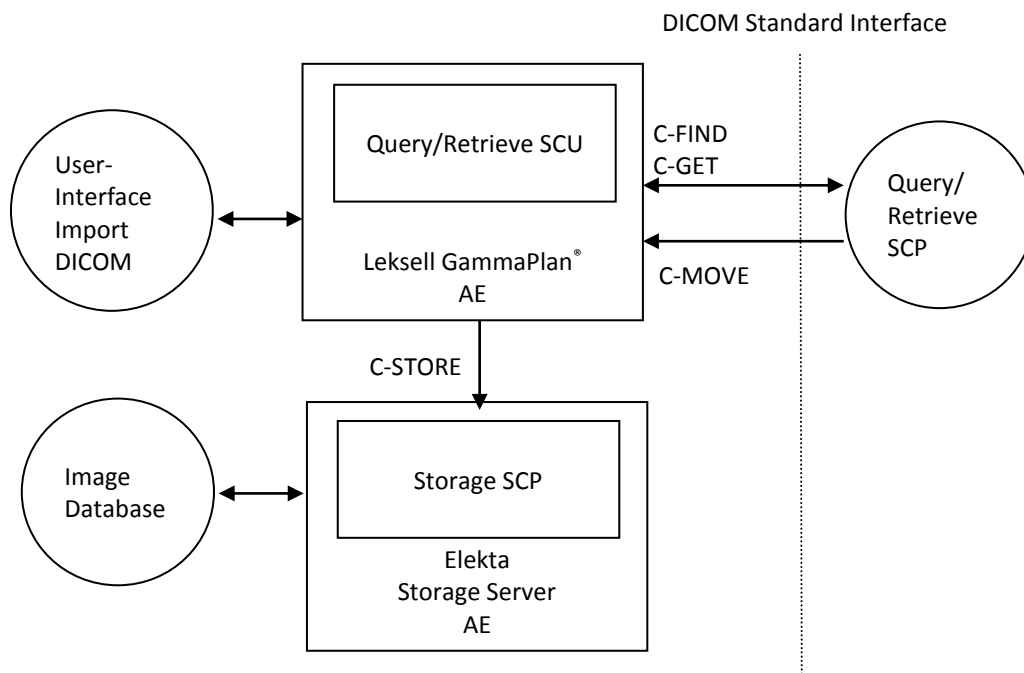 DICOM Standard Interface
User-
Interface
Import
DICOM
Query/Retrieve SCU
Leksell GammaPlan®
AE
C-FIND
C-GET
C-MOVE
Query/
Retrieve
SCP
C-STORE
Image
Database
Storage SCP
Elekta
Storage Server
AE